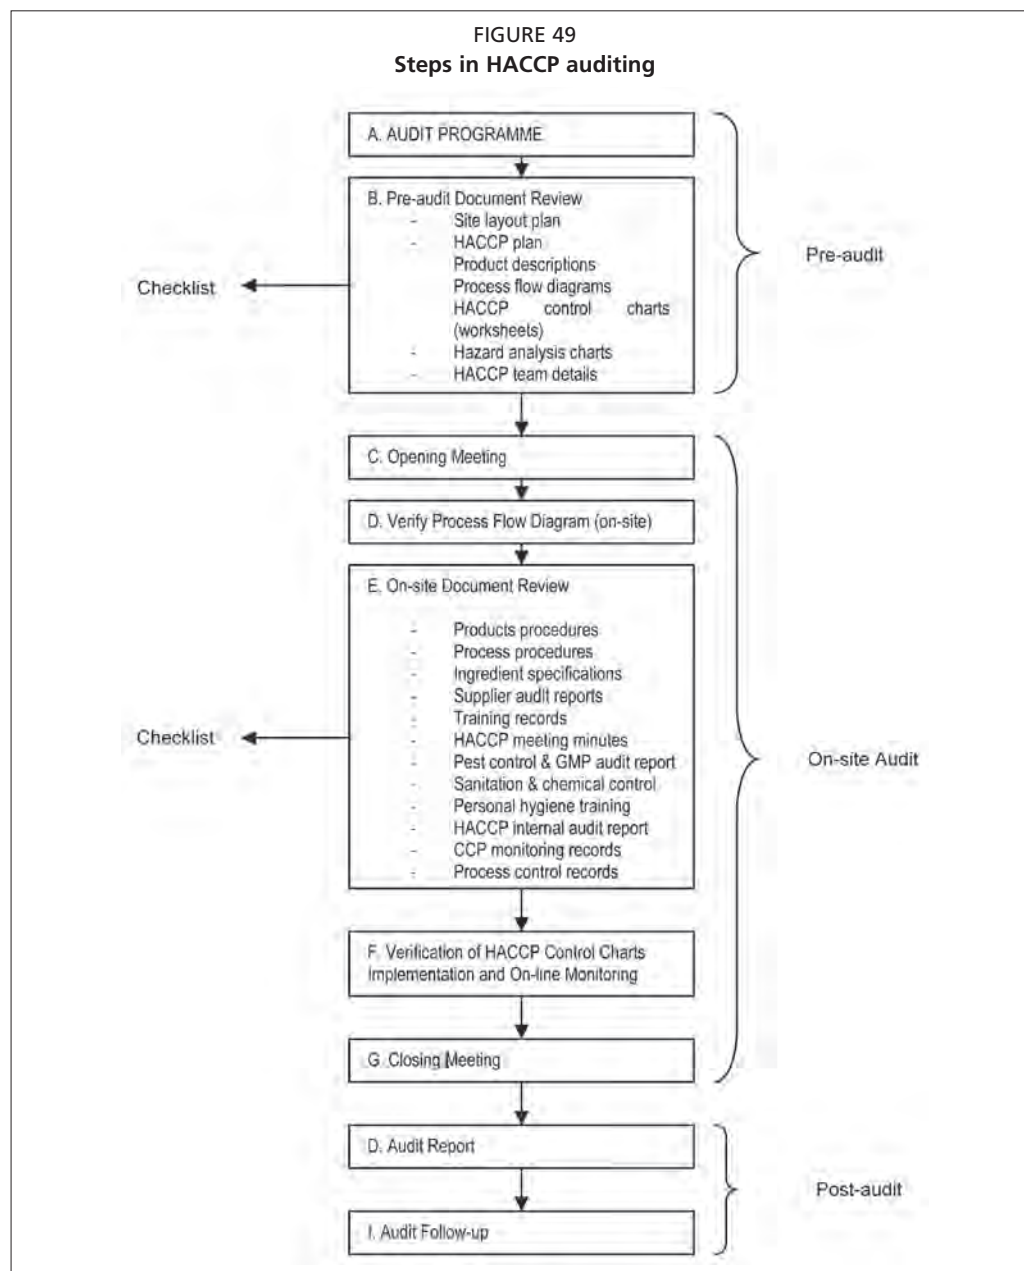 FIGURE 49
Steps in HACCP auditing
A. AUDIT PROGRAMME
B. Pre-audit Document Review
- Site layout plan
- HACCP plan
Product descriptions
Process flow diagrams
HACCP control charts
(worksheets)
- Hazard analysis charts
- HACCP team details
Checklist
Pre-audit
C. Opening Meeting
D. Verify Process Flow Diagram (on-site)
E. On-site Document Review
- Products procedures
- Process procedures
- Ingredient specifications
- Supplier audit reports
- Training records
- HACCP meeting minutes
- Pest control & GMP audit report
- Sanitation & chemical control
- Personal hygiene training
- HACCP internal audit report
- CCP monitoring records
- Process control records
Checklist
On-site Audit
F. Verification of HACCP Control Charts
Implementation and On-line Monitoring
G. Closing Meeting
D. Audit Report
Post-audit
I. Audit Follow-up